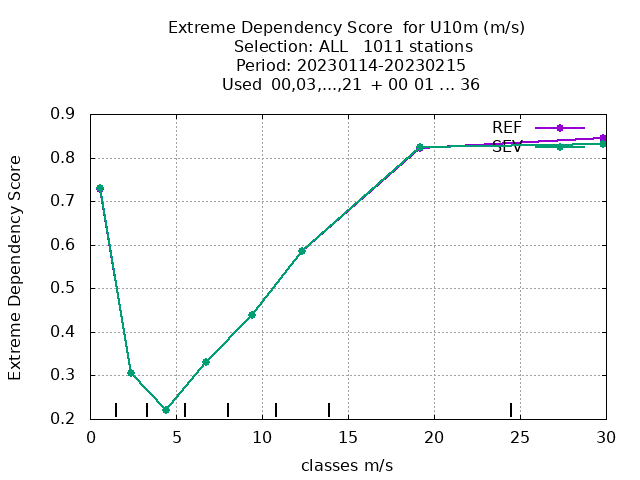 Extreme Dependency Score  for U10m (m/s)
Selection: ALL   1011 stations
Period: 20230114-20230215
Used  00,03,...,21  + 00 01 ... 36
Extreme Dependency Score
0.9
0.8
0.7
0.6
0.5
0.4
0.3
0.2
REF
SEV
0 5 10 15 20 25 30
classes m/s